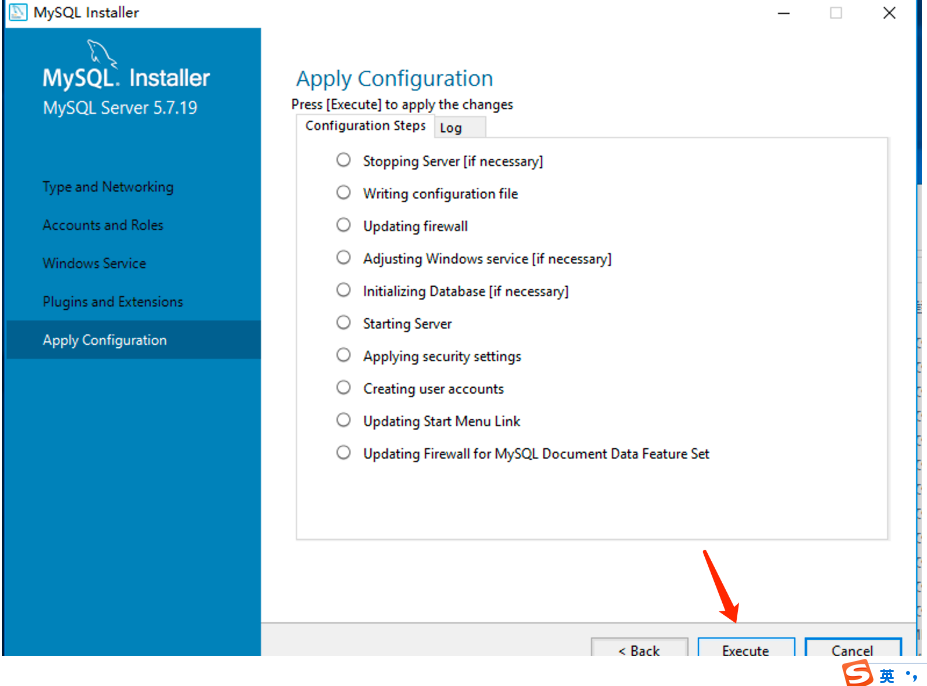 MySQL Installer
MySQL Installer
MySQL Server 5.7.19
Type and Networking
Accounts and Roles
Windows Service
Plugins and Extensions
Apply Configuration
Apply Configuration
Press [Execute] to apply the changes
Configuration Steps
Log
Stopping Server [if necessary]
Writing configuration file
Updating firewall
Adjusting Windows service [if necessary]
Initializing Database [if necessary]
Starting Server
Applying security settings
Creating user accounts
Updating Start Menu Link
Updating Firewall for MySQL Document Data Feature Set
< Back
Execute
Cancel
英